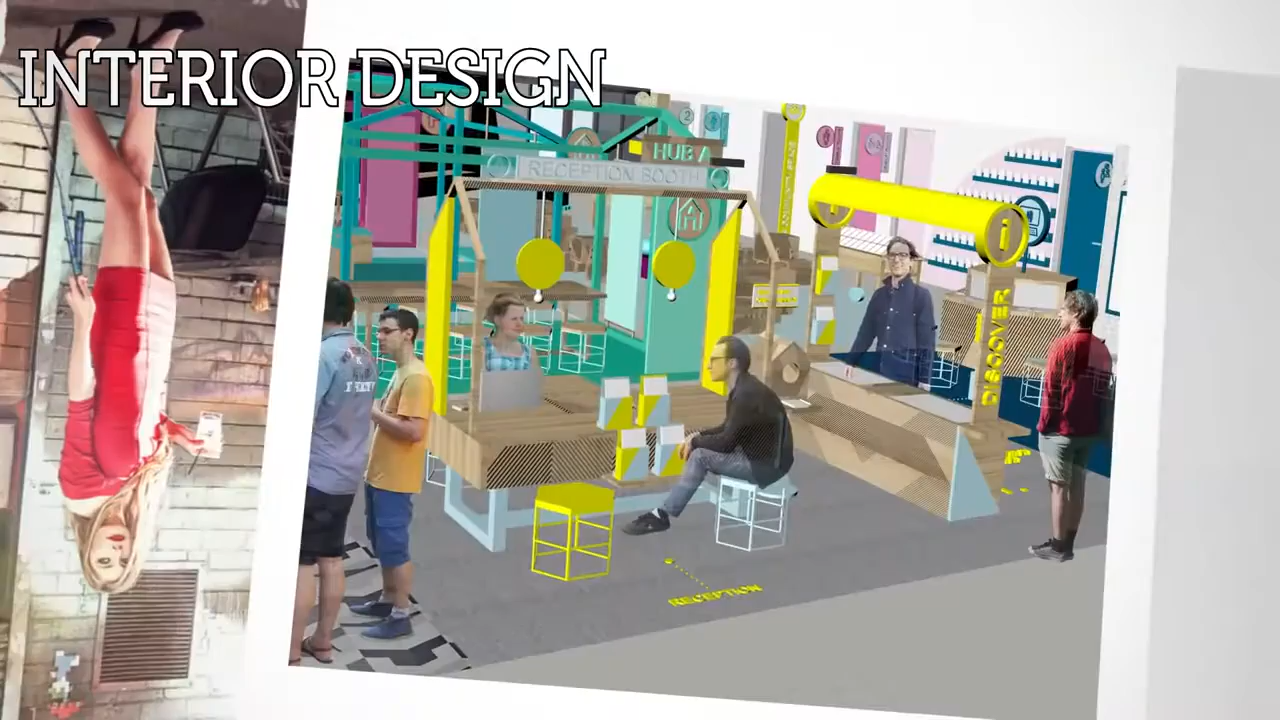 INTERIOR DESIGN
HUB A
RECEPTION BOOTH
i
DISCOVER
RECEPTION